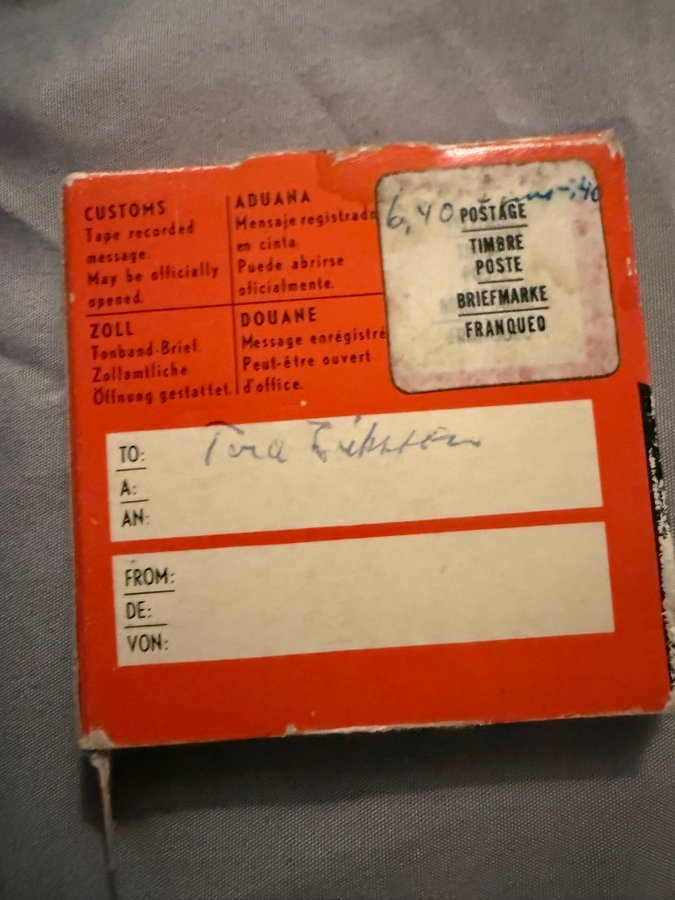 CUSTOMS
Tape recorded
message.
May be officially
opened.
ADUANA
Mensaje registrado
en cinta.
Puede abrirse
oficialmente.
ZOLL
Tonband-Brief.
Zollamtliche
Öffnung gestattet.
DOUANE
Message enrégistré
Peut-être ouvert
d'office.
6,40
POSTAGE
TIMBRE
POSTE
BRIEFMARKE
FRANQUEO
TO: Tora Eriksson
A:
AN:
FROM:
DE:
VON: